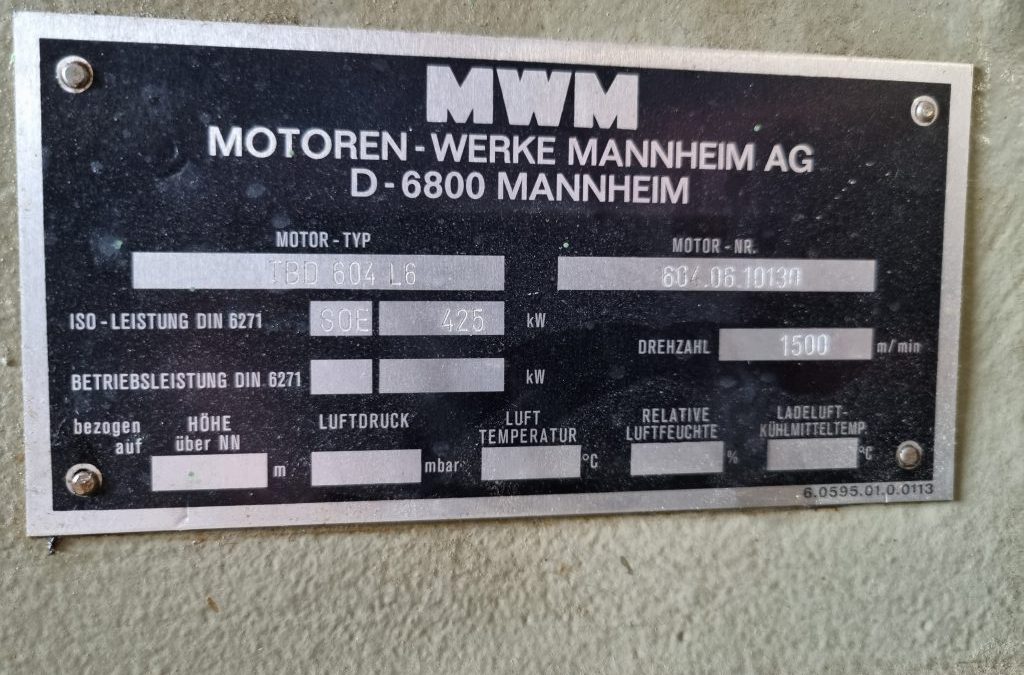 MWM
MOTOREN-WERKE MANNHEIM AG
D-6800 MANNHEIM
MOTOR-TYP
TBD 604 L6
MOTOR-NR.
604.06.10130
ISO-LEISTUNG DIN 6271 SOE 425 kW
DREHZAHL 1500 m/min
BETRIEBSLEISTUNG DIN 6271 kW
bezogen auf
HÖHE über NN m
LUFTDRUCK mbar
LUFT TEMPERATUR °C
RELATIVE LUFTFEUCHTE %
LADELUFT-KÜHLMITTELTEMP. °C
6.0595.01.0.0113